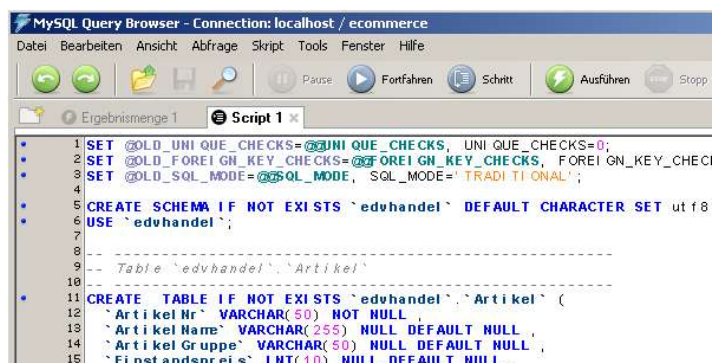 MySQL Query Browser - Connection: localhost / ecommerce
Datei Bearbeiten Ansicht Abfrage Skript Tools Fenster Hilfe
Pause Fortfahren Schritt Ausführen Stopp
Ergebnismenge 1 Script 1
1 SET @OLD_UNIQUE_CHECKS=@@UNIQUE_CHECKS, UNIQUE_CHECKS=0;
2 SET @OLD_FOREIGN_KEY_CHECKS=@@FOREIGN_KEY_CHECKS, FOREIGN_KEY_CHECK
3 SET @OLD_SQL_MODE=@@SQL_MODE, SQL_MODE='TRADITIONAL';
4
5 CREATE SCHEMA IF NOT EXISTS `edvhandel` DEFAULT CHARACTER SET utf8
6 USE `edvhandel`;
7
8 -- -----------------------------------------------------
9 -- Table `edvhandel`.`Artikel`
10 -- -----------------------------------------------------
11 CREATE  TABLE IF NOT EXISTS `edvhandel`.`Artikel` (
12 `ArtikelNr` VARCHAR(50) NOT NULL ,
13 `ArtikelName` VARCHAR(255) NULL DEFAULT NULL ,
14 `ArtikelGruppe` VARCHAR(50) NULL DEFAULT NULL ,
15 `Einstandspreis` INT(10) NULL DEFAULT NULL